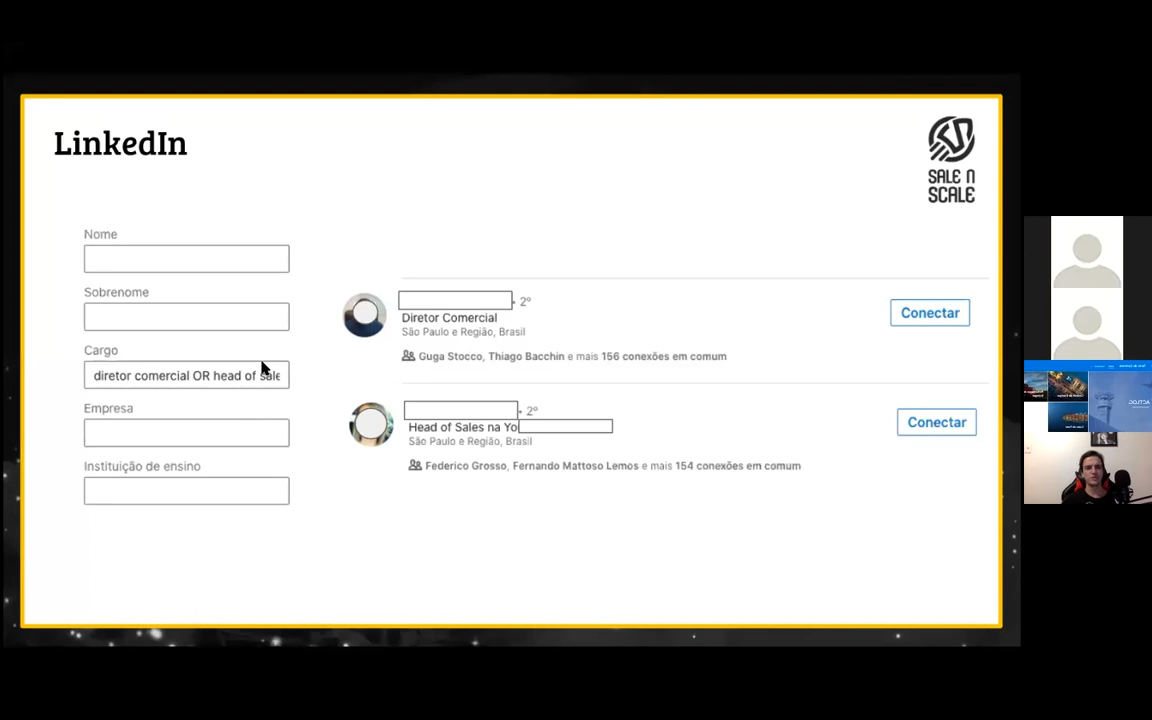 LinkedIn
SALE N
SCALE
Nome
Sobrenome
Cargo
diretor comercial OR head of sale
Empresa
Instituição de ensino
2º
Diretor Comercial
São Paulo e Região, Brasil
Guga Stocco, Thiago Bacchin e mais 156 conexões em comum
Conectar
2º
Head of Sales na Yo
São Paulo e Região, Brasil
Federico Grosso, Fernando Mattoso Lemos e mais 154 conexões em comum
Conectar